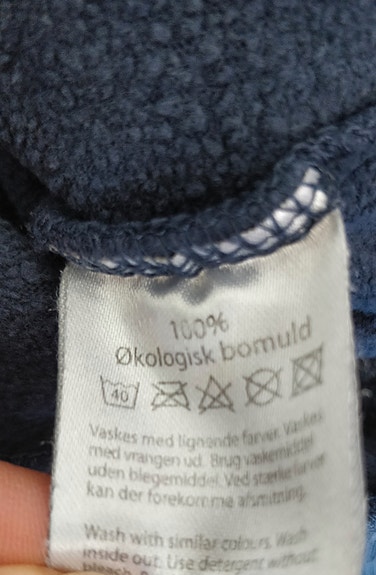 100%
Økologisk bomuld
40
Vaskes med lignende farver. Vaskes
med vrangen ud. Brug vaskemiddel
uden blegemiddel. Ved stærke farver
kan der forekomme afsmitning.
Wash with similar colours. Wash
inside out. Use detergent without